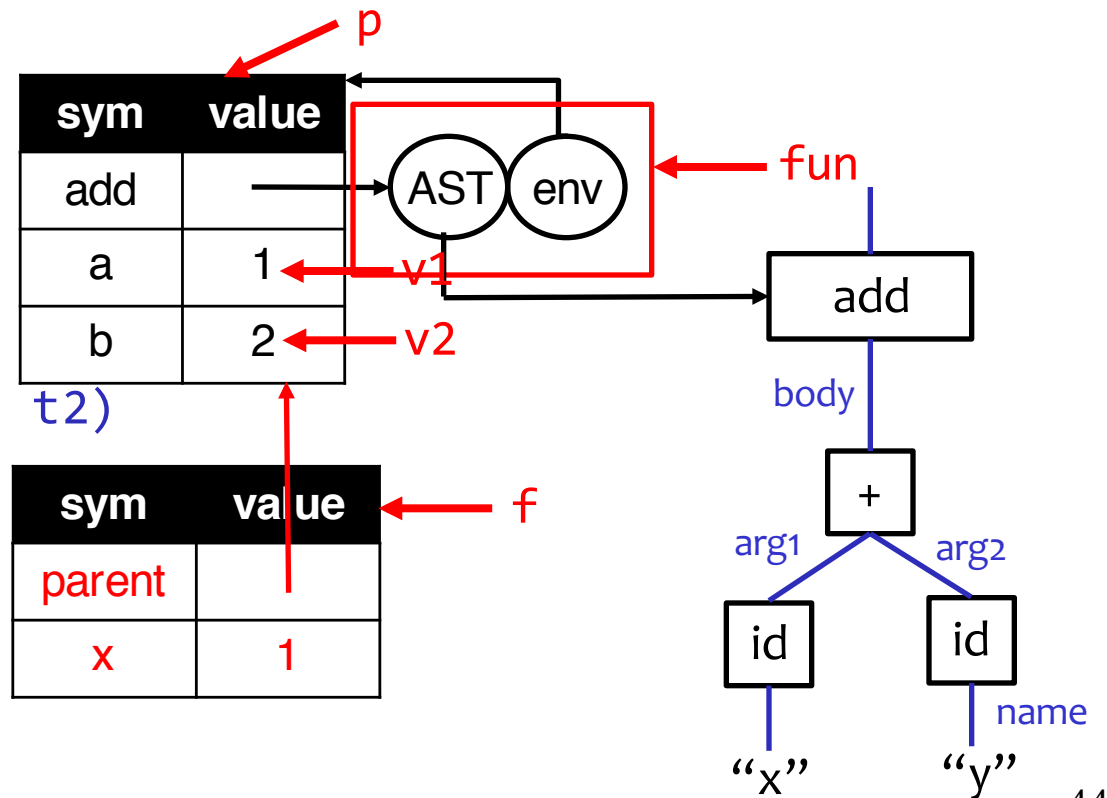 p
sym value
add
AST env
fun
a 1
v1
b 2
v2
t2)
add
body
sym value
f
+
parent
arg1 arg2
x 1
id id
name
“x” “y”
44